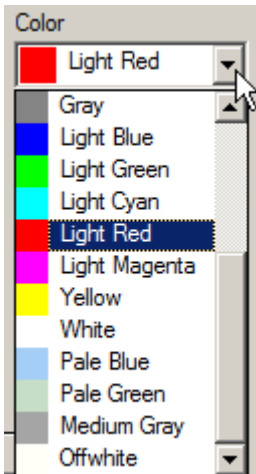 Color
Light Red
Gray
Light Blue
Light Green
Light Cyan
Light Red
Light Magenta
Yellow
White
Pale Blue
Pale Green
Medium Gray
Offwhite